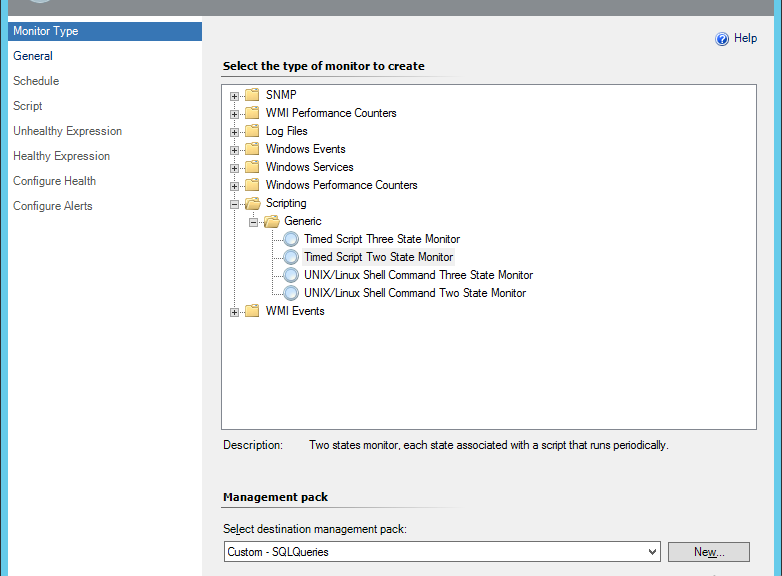 Monitor Type
General
Schedule
Script
Unhealthy Expression
Healthy Expression
Configure Health
Configure Alerts
Help
Select the type of monitor to create
SNMP
WMI Performance Counters
Log Files
Windows Events
Windows Services
Windows Performance Counters
Scripting
Generic
Timed Script Three State Monitor
Timed Script Two State Monitor
UNIX/Linux Shell Command Three State Monitor
UNIX/Linux Shell Command Two State Monitor
WMI Events
Description: Two states monitor, each state associated with a script that runs periodically.
Management pack
Select destination management pack:
Custom - SQLQueries
New...